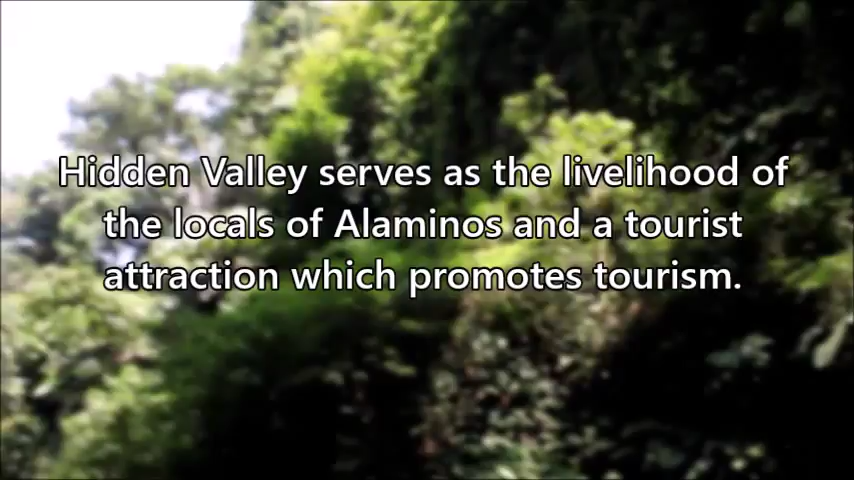 Hidden Valley serves as the livelihood of
the locals of Alaminos and a tourist
attraction which promotes tourism.